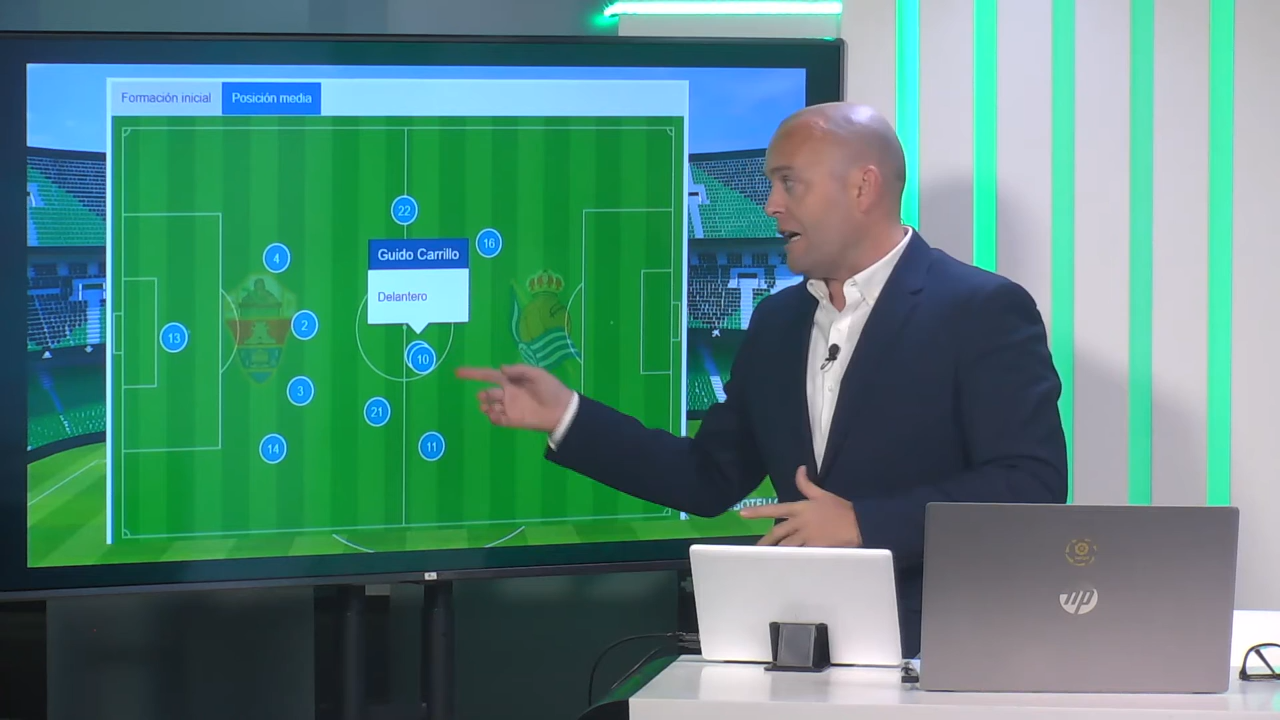 Formación inicial
Posición media
22
16
4
Guido Carrillo
Delantero
2
13
10
3
21
11
14
hp